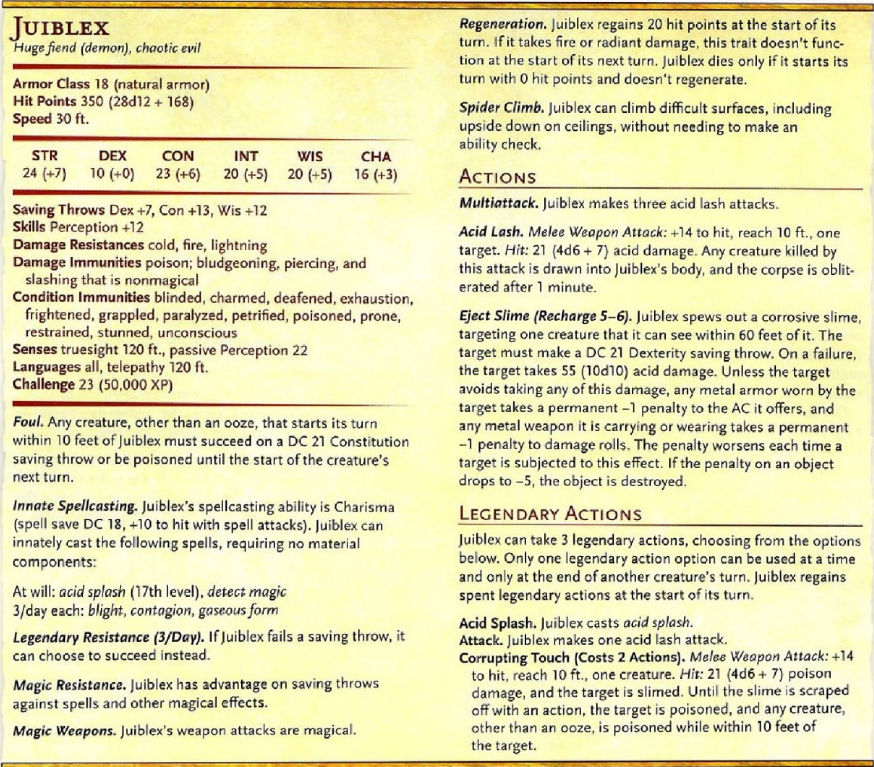 JUIBLEX
Huge fiend (demon), chaotic evil
Armor Class 18 (natural armor)
Hit Points 350 (28d12 + 168)
Speed 30 ft.
STR DEX CON INT WIS CHA
24 (+7) 10 (+0) 23 (+6) 20 (+5) 20 (+5) 16 (+3)
Saving Throws Dex +7, Con +13, Wis +12
Skills Perception +12
Damage Resistances cold, fire, lightning
Damage Immunities poison; bludgeoning, piercing, and
slashing that is nonmagical
Condition Immunities blinded, charmed, deafened, exhaustion,
frightened, grappled, paralyzed, petrified, poisoned, prone,
restrained, stunned, unconscious
Senses truesight 120 ft., passive Perception 22
Languages all, telepathy 120 ft.
Challenge 23 (50,000 XP)
Foul. Any creature, other than an ooze, that starts its turn
within 10 feet of Juiblex must succeed on a DC 21 Constitution
saving throw or be poisoned until the start of the creature's
next turn.
Innate Spellcasting. Juiblex's spellcasting ability is Charisma
(spell save DC 18, +10 to hit with spell attacks). Juiblex can
innately cast the following spells, requiring no material
components:
At will: acid splash (17th level), detect magic
3/day each: blight, contagion, gaseous form
Legendary Resistance (3/Day). If Juiblex fails a saving throw, it
can choose to succeed instead.
Magic Resistance. Juiblex has advantage on saving throws
against spells and other magical effects.
Magic Weapons. Juiblex's weapon attacks are magical.
Regeneration. Juiblex regains 20 hit points at the start of its
turn. If it takes fire or radiant damage, this trait doesn't func-
tion at the start of its next turn. Juiblex dies only if it starts its
turn with 0 hit points and doesn't regenerate.
Spider Climb. Juiblex can climb difficult surfaces, including
upside down on ceilings, without needing to make an
ability check.
ACTIONS
Multiattack. Juiblex makes three acid lash attacks.
Acid Lash. Melee Weapon Attack: +14 to hit, reach 10 ft., one
target. Hit: 21 (4d6 + 7) acid damage. Any creature killed by
this attack is drawn into Juiblex's body, and the corpse is oblit-
erated after 1 minute.
Eject Slime (Recharge 5–6). Juiblex spews out a corrosive slime,
targeting one creature that it can see within 60 feet of it. The
target must make a DC 21 Dexterity saving throw. On a failure,
the target takes 55 (10d10) acid damage. Unless the target
avoids taking any of this damage, any metal armor worn by the
target takes a permanent –1 penalty to the AC it offers, and
any metal weapon it is carrying or wearing takes a permanent
–1 penalty to damage rolls. The penalty worsens each time a
target is subjected to this effect. If the penalty on an object
drops to –5, the object is destroyed.
LEGENDARY ACTIONS
Juiblex can take 3 legendary actions, choosing from the options
below. Only one legendary action option can be used at a time
and only at the end of another creature's turn. Juiblex regains
spent legendary actions at the start of its turn.
Acid Splash. Juiblex casts acid splash.
Attack. Juiblex makes one acid lash attack.
Corrupting Touch (Costs 2 Actions). Melee Weapon Attack: +14
to hit, reach 10 ft., one creature. Hit: 21 (4d6 + 7) poison
damage, and the target is slimed. Until the slime is scraped
off with an action, the target is poisoned, and any creature,
other than an ooze, is poisoned while within 10 feet of
the target.